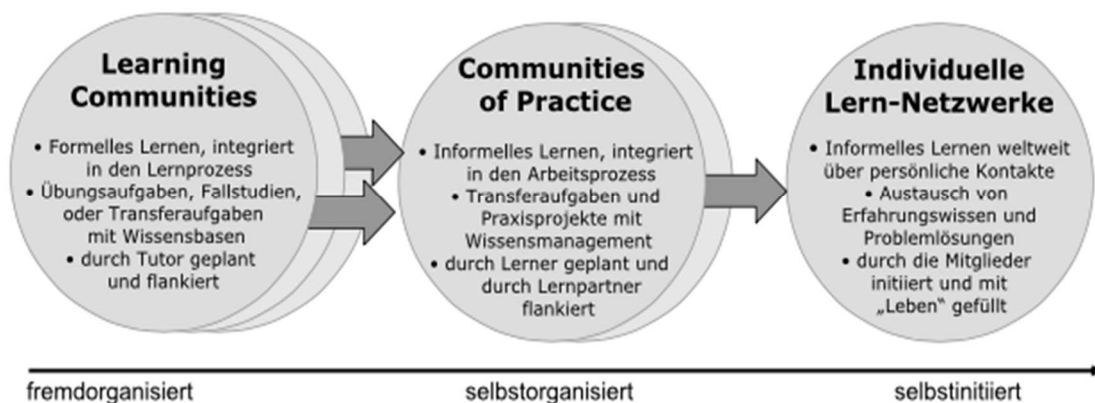 Learning
Communities
• Formelles Lernen, integriert
in den Lernprozess
• Übungsaufgaben, Fallstudien,
oder Transferaufgaben
mit Wissensbasen
• durch Tutor geplant
und flankiert
Communities
of Practice
• Informelles Lernen, integriert
in den Arbeitsprozess
• Transferaufgaben und
Praxisprojekte mit
Wissensmanagement
• durch Lerner geplant und
durch Lernpartner
flankiert
Individuelle
Lern-Netzwerke
• Informelles Lernen weltweit
über persönliche Kontakte
• Austausch von
Erfahrungswissen und
Problemlösungen
• durch die Mitglieder
initiiert und mit
„Leben“ gefüllt
fremdorganisiert
selbstorganisiert
selbstinitiiert